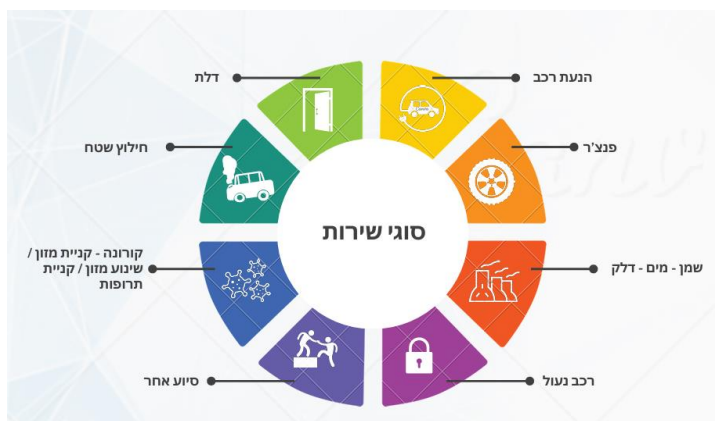 סוגי שירות
הנעת רכב
פנצ'ר
שמן - מים - דלק
רכב נעול
סיוע אחר
קורונה - קניית מזון /
שינוע מזון / קניית
תרופות
חילוץ שטח
דלת